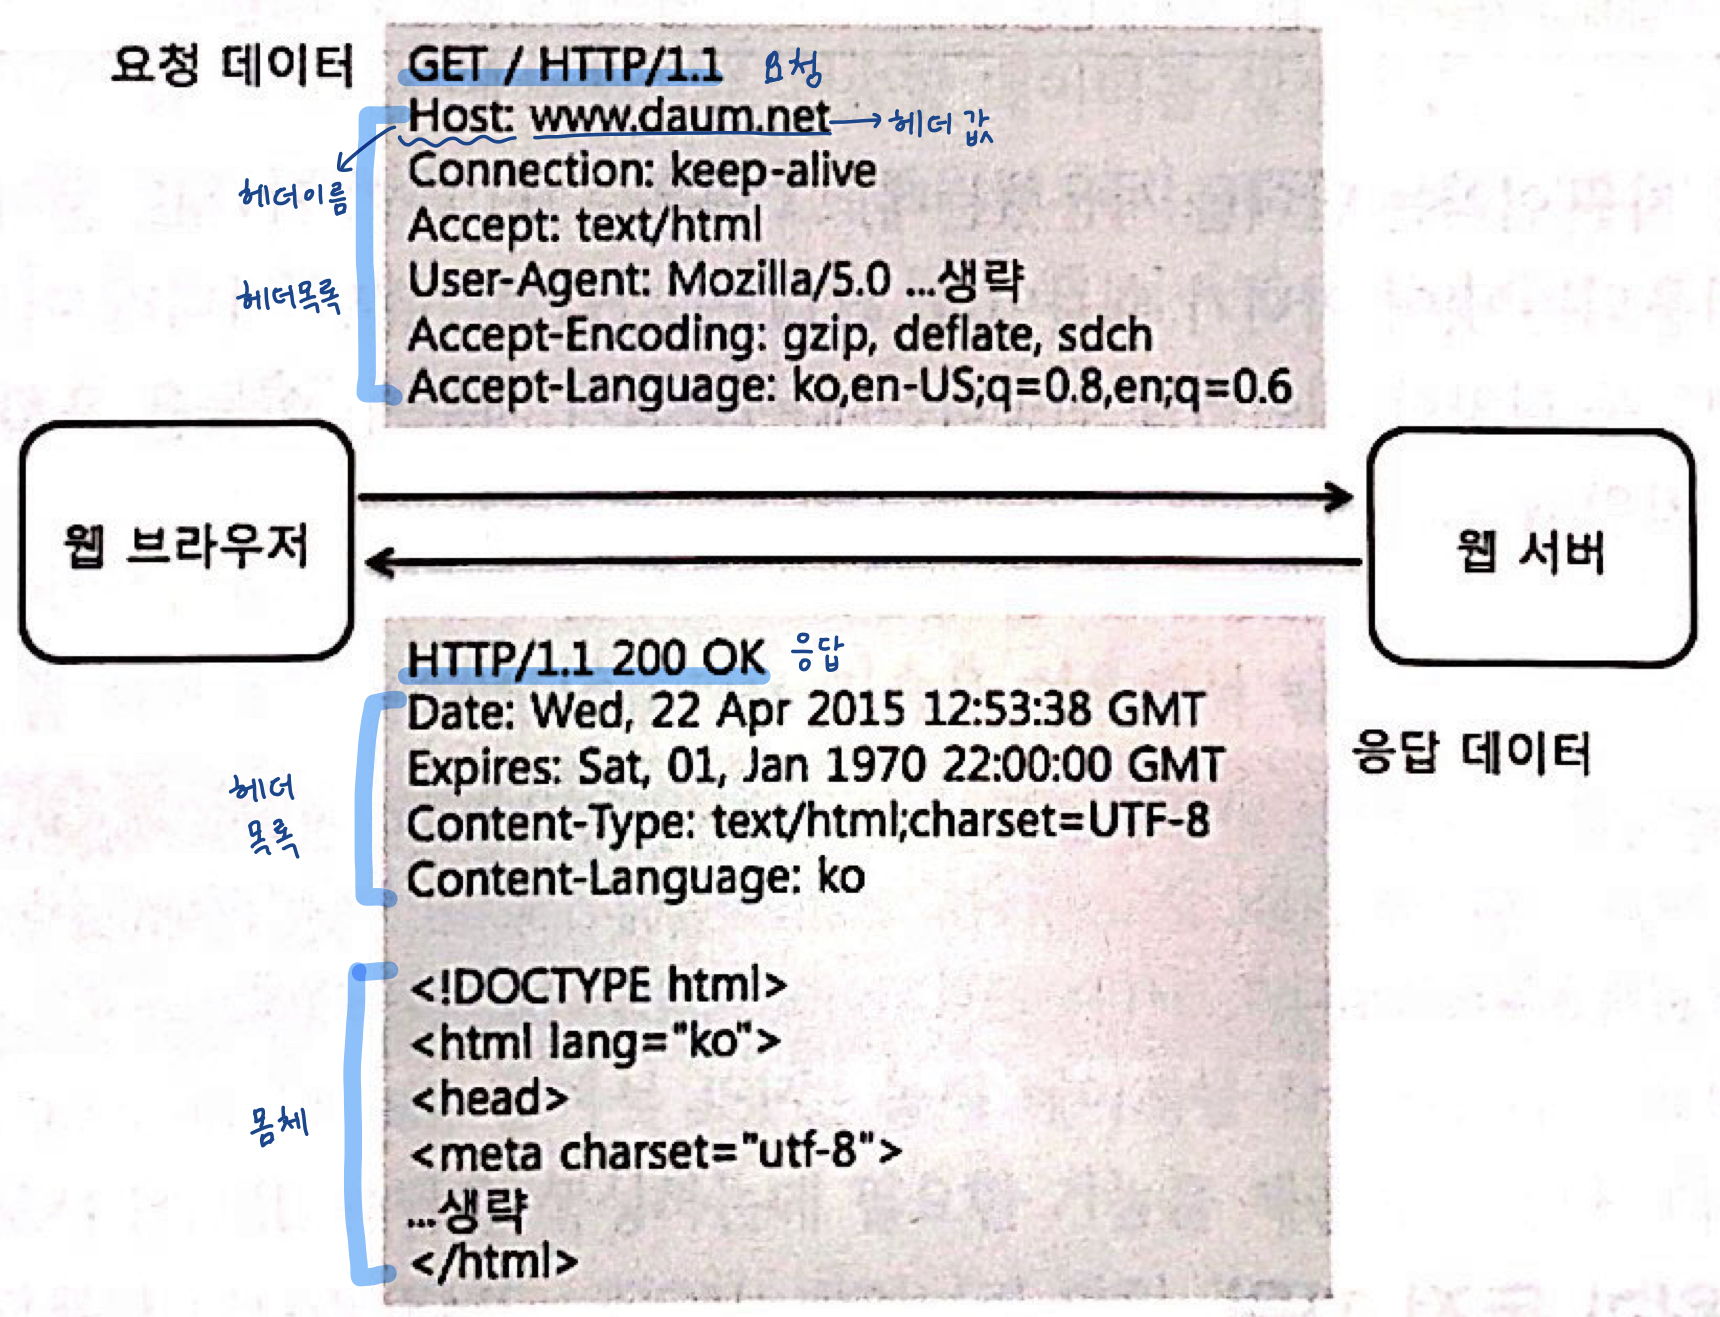 요청 데이터
GET / HTTP/1.1 요청
Host: www.daum.net → 헤더 값
헤더이름
Connection: keep-alive
Accept: text/html
헤더목록
User-Agent: Mozilla/5.0 ...생략
Accept-Encoding: gzip, deflate, sdch
Accept-Language: ko,en-US;q=0.8,en;q=0.6
웹 브라우저
웹 서버
HTTP/1.1 200 OK 응답
Date: Wed, 22 Apr 2015 12:53:38 GMT
Expires: Sat, 01, Jan 1970 22:00:00 GMT
Content-Type: text/html;charset=UTF-8
Content-Language: ko
응답 데이터
헤더
목록
<!DOCTYPE html>
<html lang="ko">
<head>
<meta charset="utf-8">
...생략
</html>
몸체